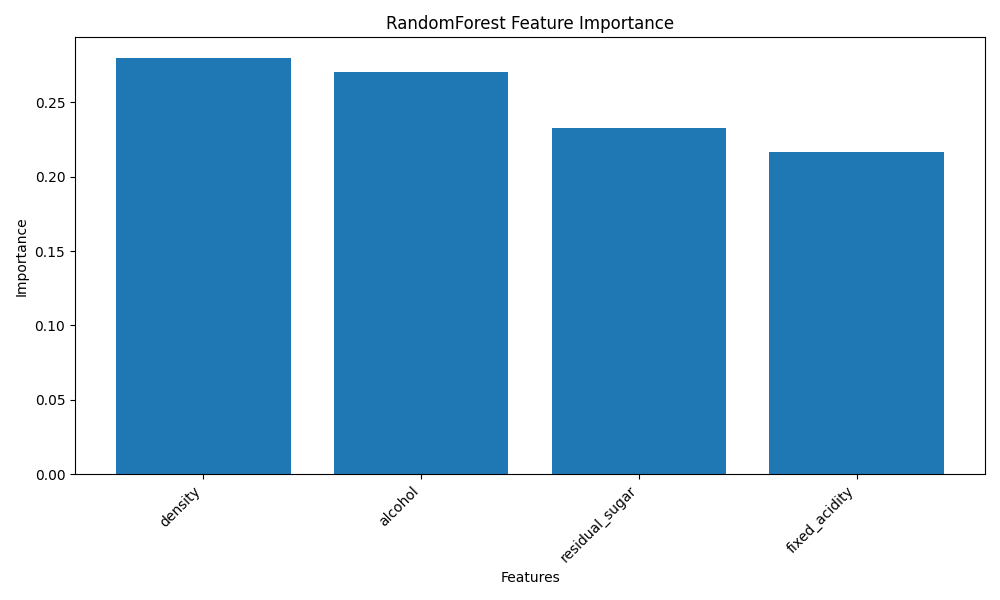 RandomForest Feature Importance
Importance
0.25
0.20
0.15
0.10
0.05
0.00
density
alcohol
residual_sugar
fixed_acidity
Features